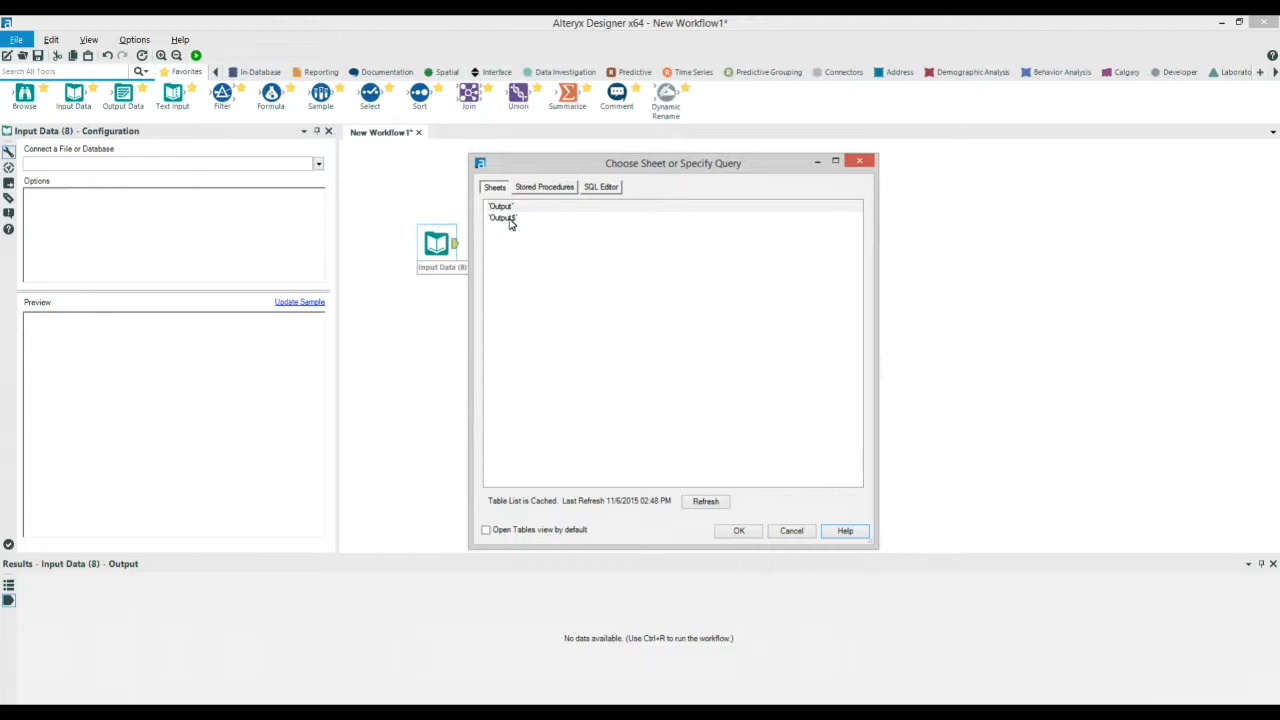 Alteryx Designer x64 - New Workflow1*
File Edit View Options Help
Search All Tools Favorites In-Database Reporting Documentation Spatial Interface Data Investigation Predictive Time Series Predictive Grouping Connectors Address Demographic Analysis Behavior Analysis Calgary Developer Laborato
Browse Input Data Output Data Text Input Filter Formula Sample Select Sort Join Union Summarize Comment Dynamic
Rename
Input Data (8) - Configuration
New Workflow1*
Connect a File or Database
Options
Preview Update Sample
Input Data (8)
Choose Sheet or Specify Query
Sheets Stored Procedures SQL Editor
'Output'
'Output$'
Table List is Cached. Last Refresh 11/6/2015 02:48 PM Refresh
Open Tables view by default OK Cancel Help
Results - Input Data (8) - Output
No data available. (Use Ctrl+R to run the workflow.)